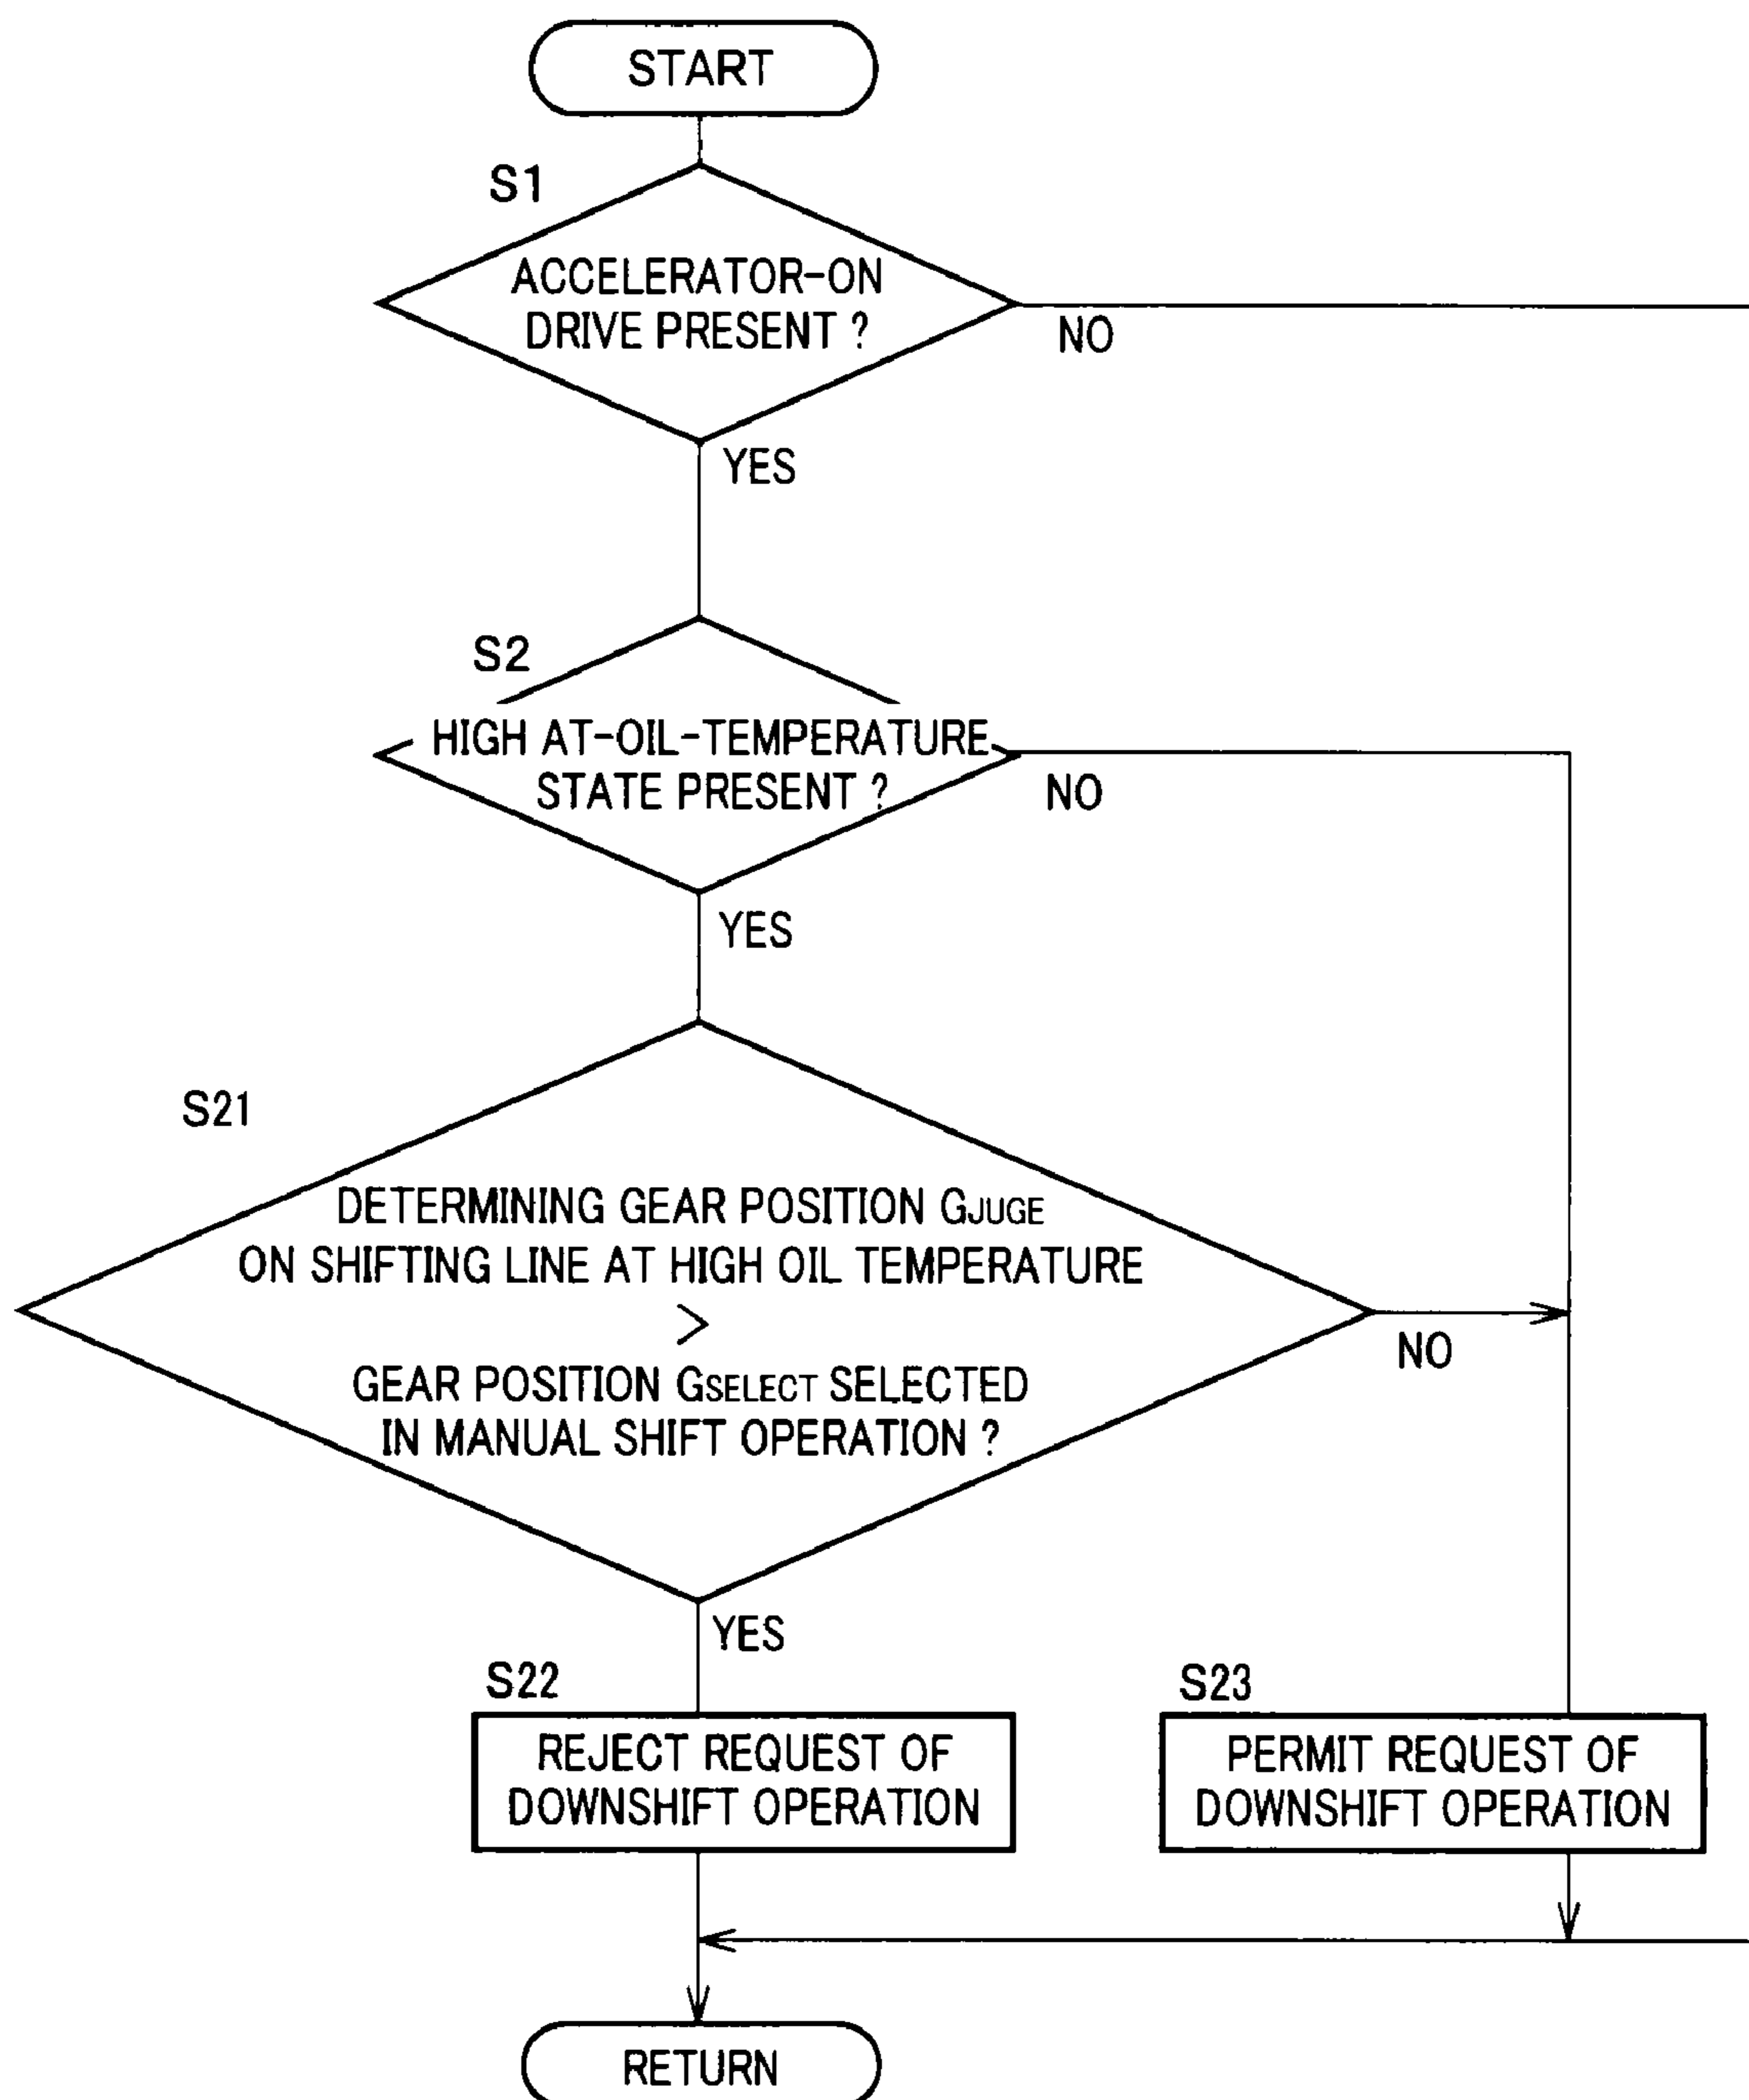 START
S1
ACCELERATOR-ON
DRIVE PRESENT ?
NO
YES
S2
HIGH AT-OIL-TEMPERATURE
STATE PRESENT ?
NO
YES
S21
DETERMINING GEAR POSITION GJUGE
ON SHIFTING LINE AT HIGH OIL TEMPERATURE
>
GEAR POSITION GSELECT SELECTED
IN MANUAL SHIFT OPERATION ?
NO
YES
S22
REJECT REQUEST OF
DOWNSHIFT OPERATION
S23
PERMIT REQUEST OF
DOWNSHIFT OPERATION
RETURN